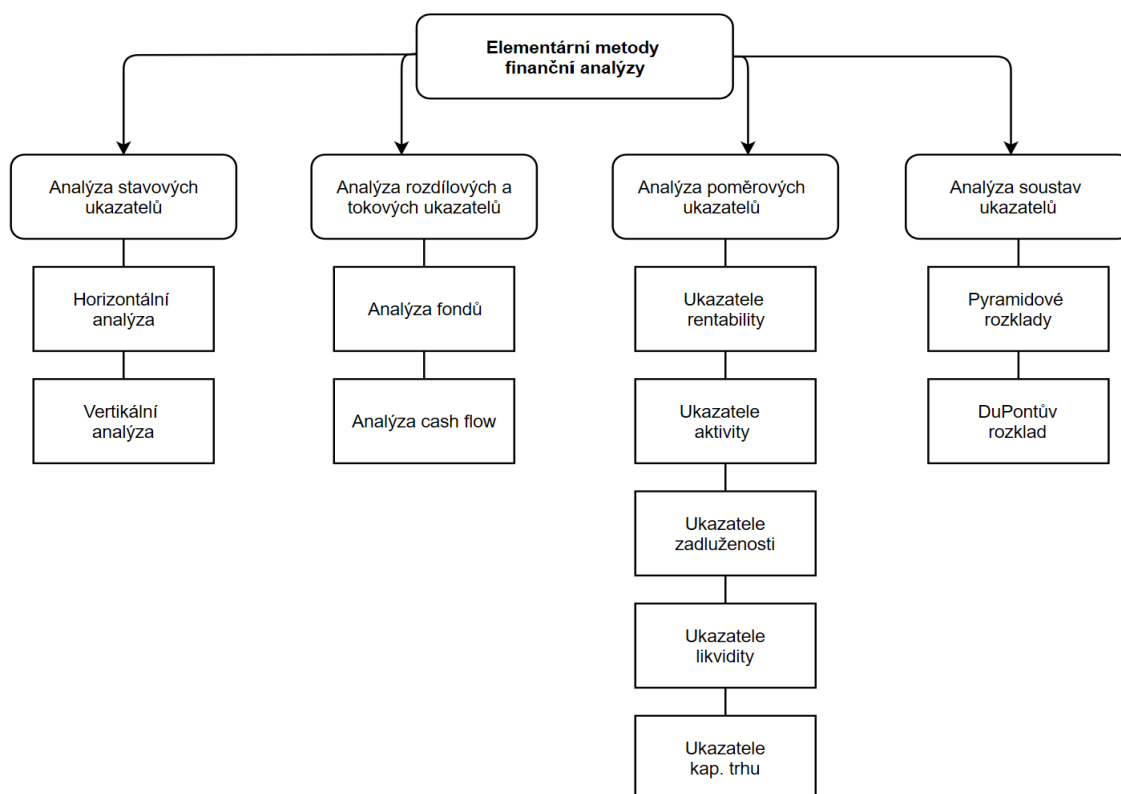 Elementární metody
finanční analýzy
Analýza stavových
ukazatelů
Analýza rozdílových a
tokových ukazatelů
Analýza poměrových
ukazatelů
Analýza soustav
ukazatelů
Horizontální
analýza
Analýza fondů
Ukazatele
rentability
Pyramidové
rozklady
Vertikální
analýza
Analýza cash flow
Ukazatele
aktivity
DuPontův
rozklad
Ukazatele
zadluženosti
Ukazatele
likvidity
Ukazatele
kap. trhu